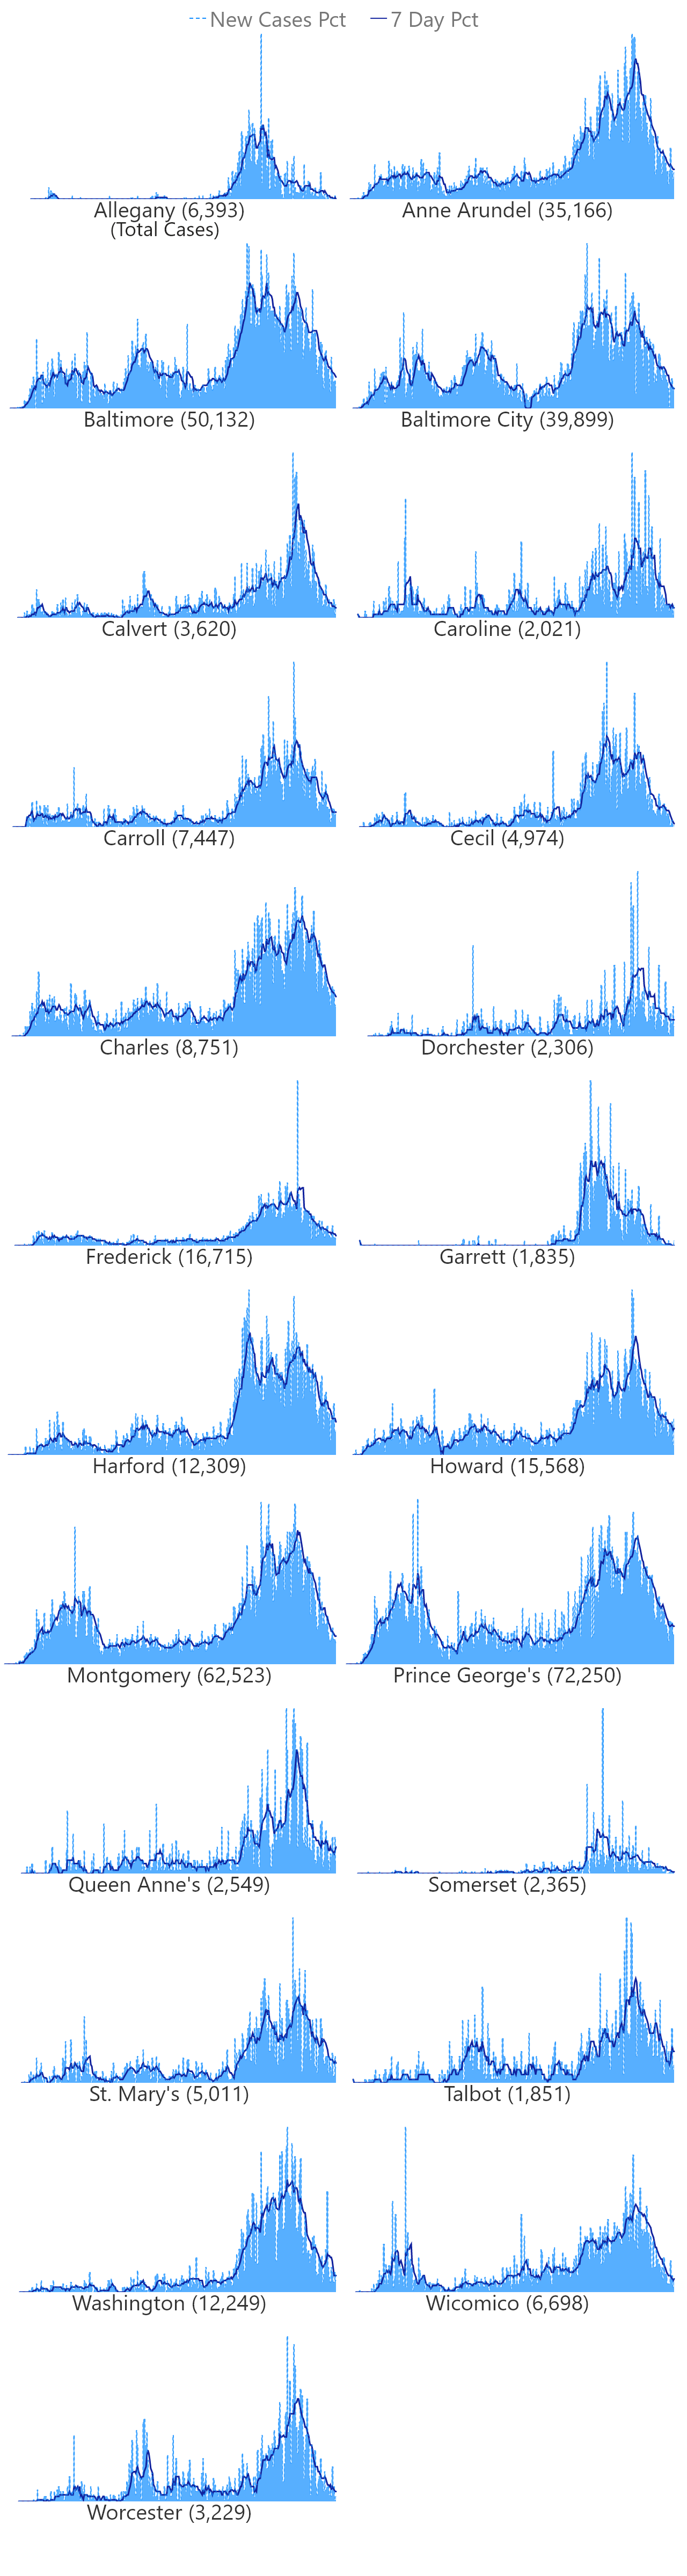 New Cases Pct 7 Day Pct
Allegany (6,393)
(Total Cases)
Anne Arundel (35,166)
Baltimore (50,132)
Baltimore City (39,899)
Calvert (3,620)
Caroline (2,021)
Carroll (7,447)
Cecil (4,974)
Charles (8,751)
Dorchester (2,306)
Frederick (16,715)
Garrett (1,835)
Harford (12,309)
Howard (15,568)
Montgomery (62,523)
Prince George's (72,250)
Queen Anne's (2,549)
Somerset (2,365)
St. Mary's (5,011)
Talbot (1,851)
Washington (12,249)
Wicomico (6,698)
Worcester (3,229)